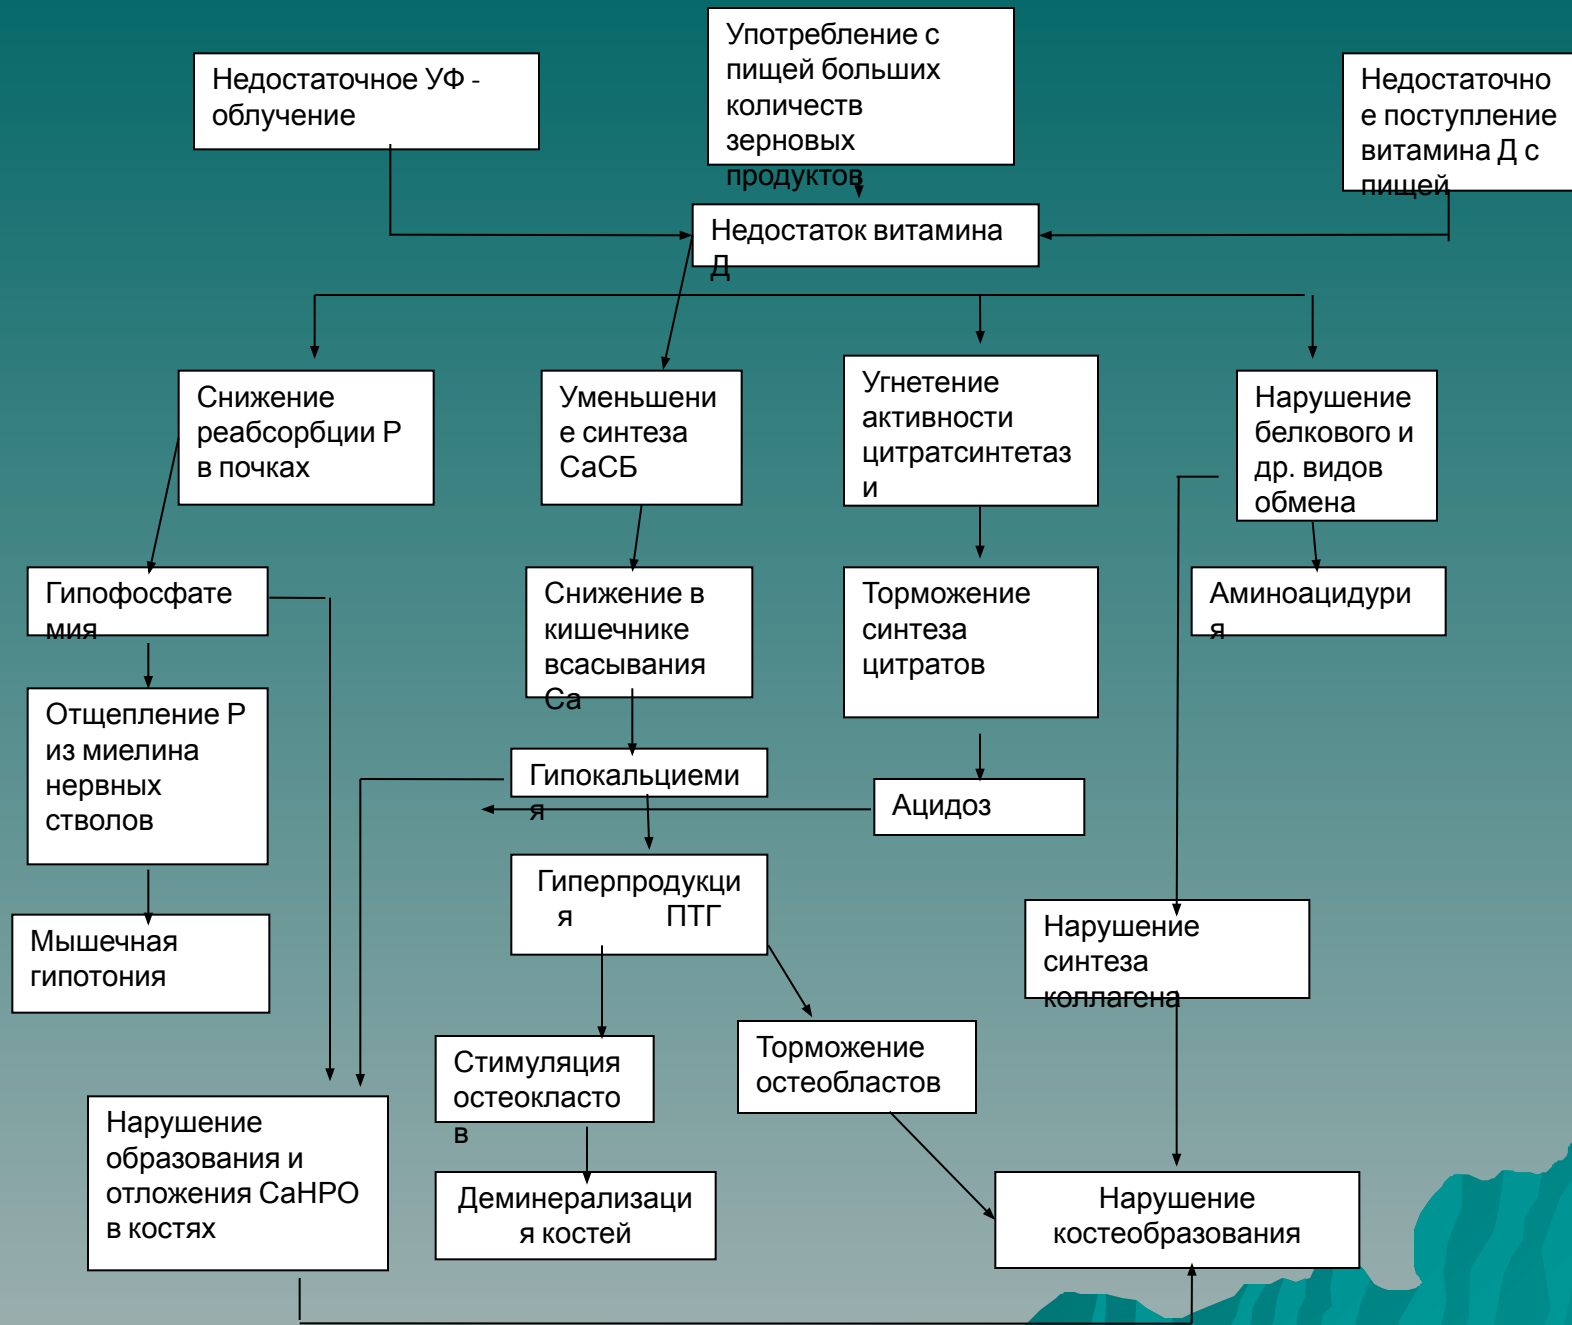 Недостаточное УФ -
облучение
Употребление с
пищей больших
количеств
зерновых
продуктов
Недостаточно
е поступление
витамина Д с
пищей
Недостаток витамина
Д
Снижение
реабсорбции Р
в почках
Уменьшени
е синтеза
СаСБ
Угнетение
активности
цитратсинтетаз
и
Нарушение
белкового и
др. видов
обмена
Гипофосфате
мия
Снижение в
кишечнике
всасывания
Са
Торможение
синтеза
цитратов
Аминоацидури
я
Отщепление Р
из миелина
нервных
стволов
Гипокальциеми
я
Ацидоз
Гиперпродукци
я ПТГ
Мышечная
гипотония
Нарушение
синтеза
коллагена
Стимуляция
остеокласто
в
Торможение
остеобластов
Нарушение
образования и
отложения СаНРО
в костях
Деминерализаци
я костей
Нарушение
костеобразования